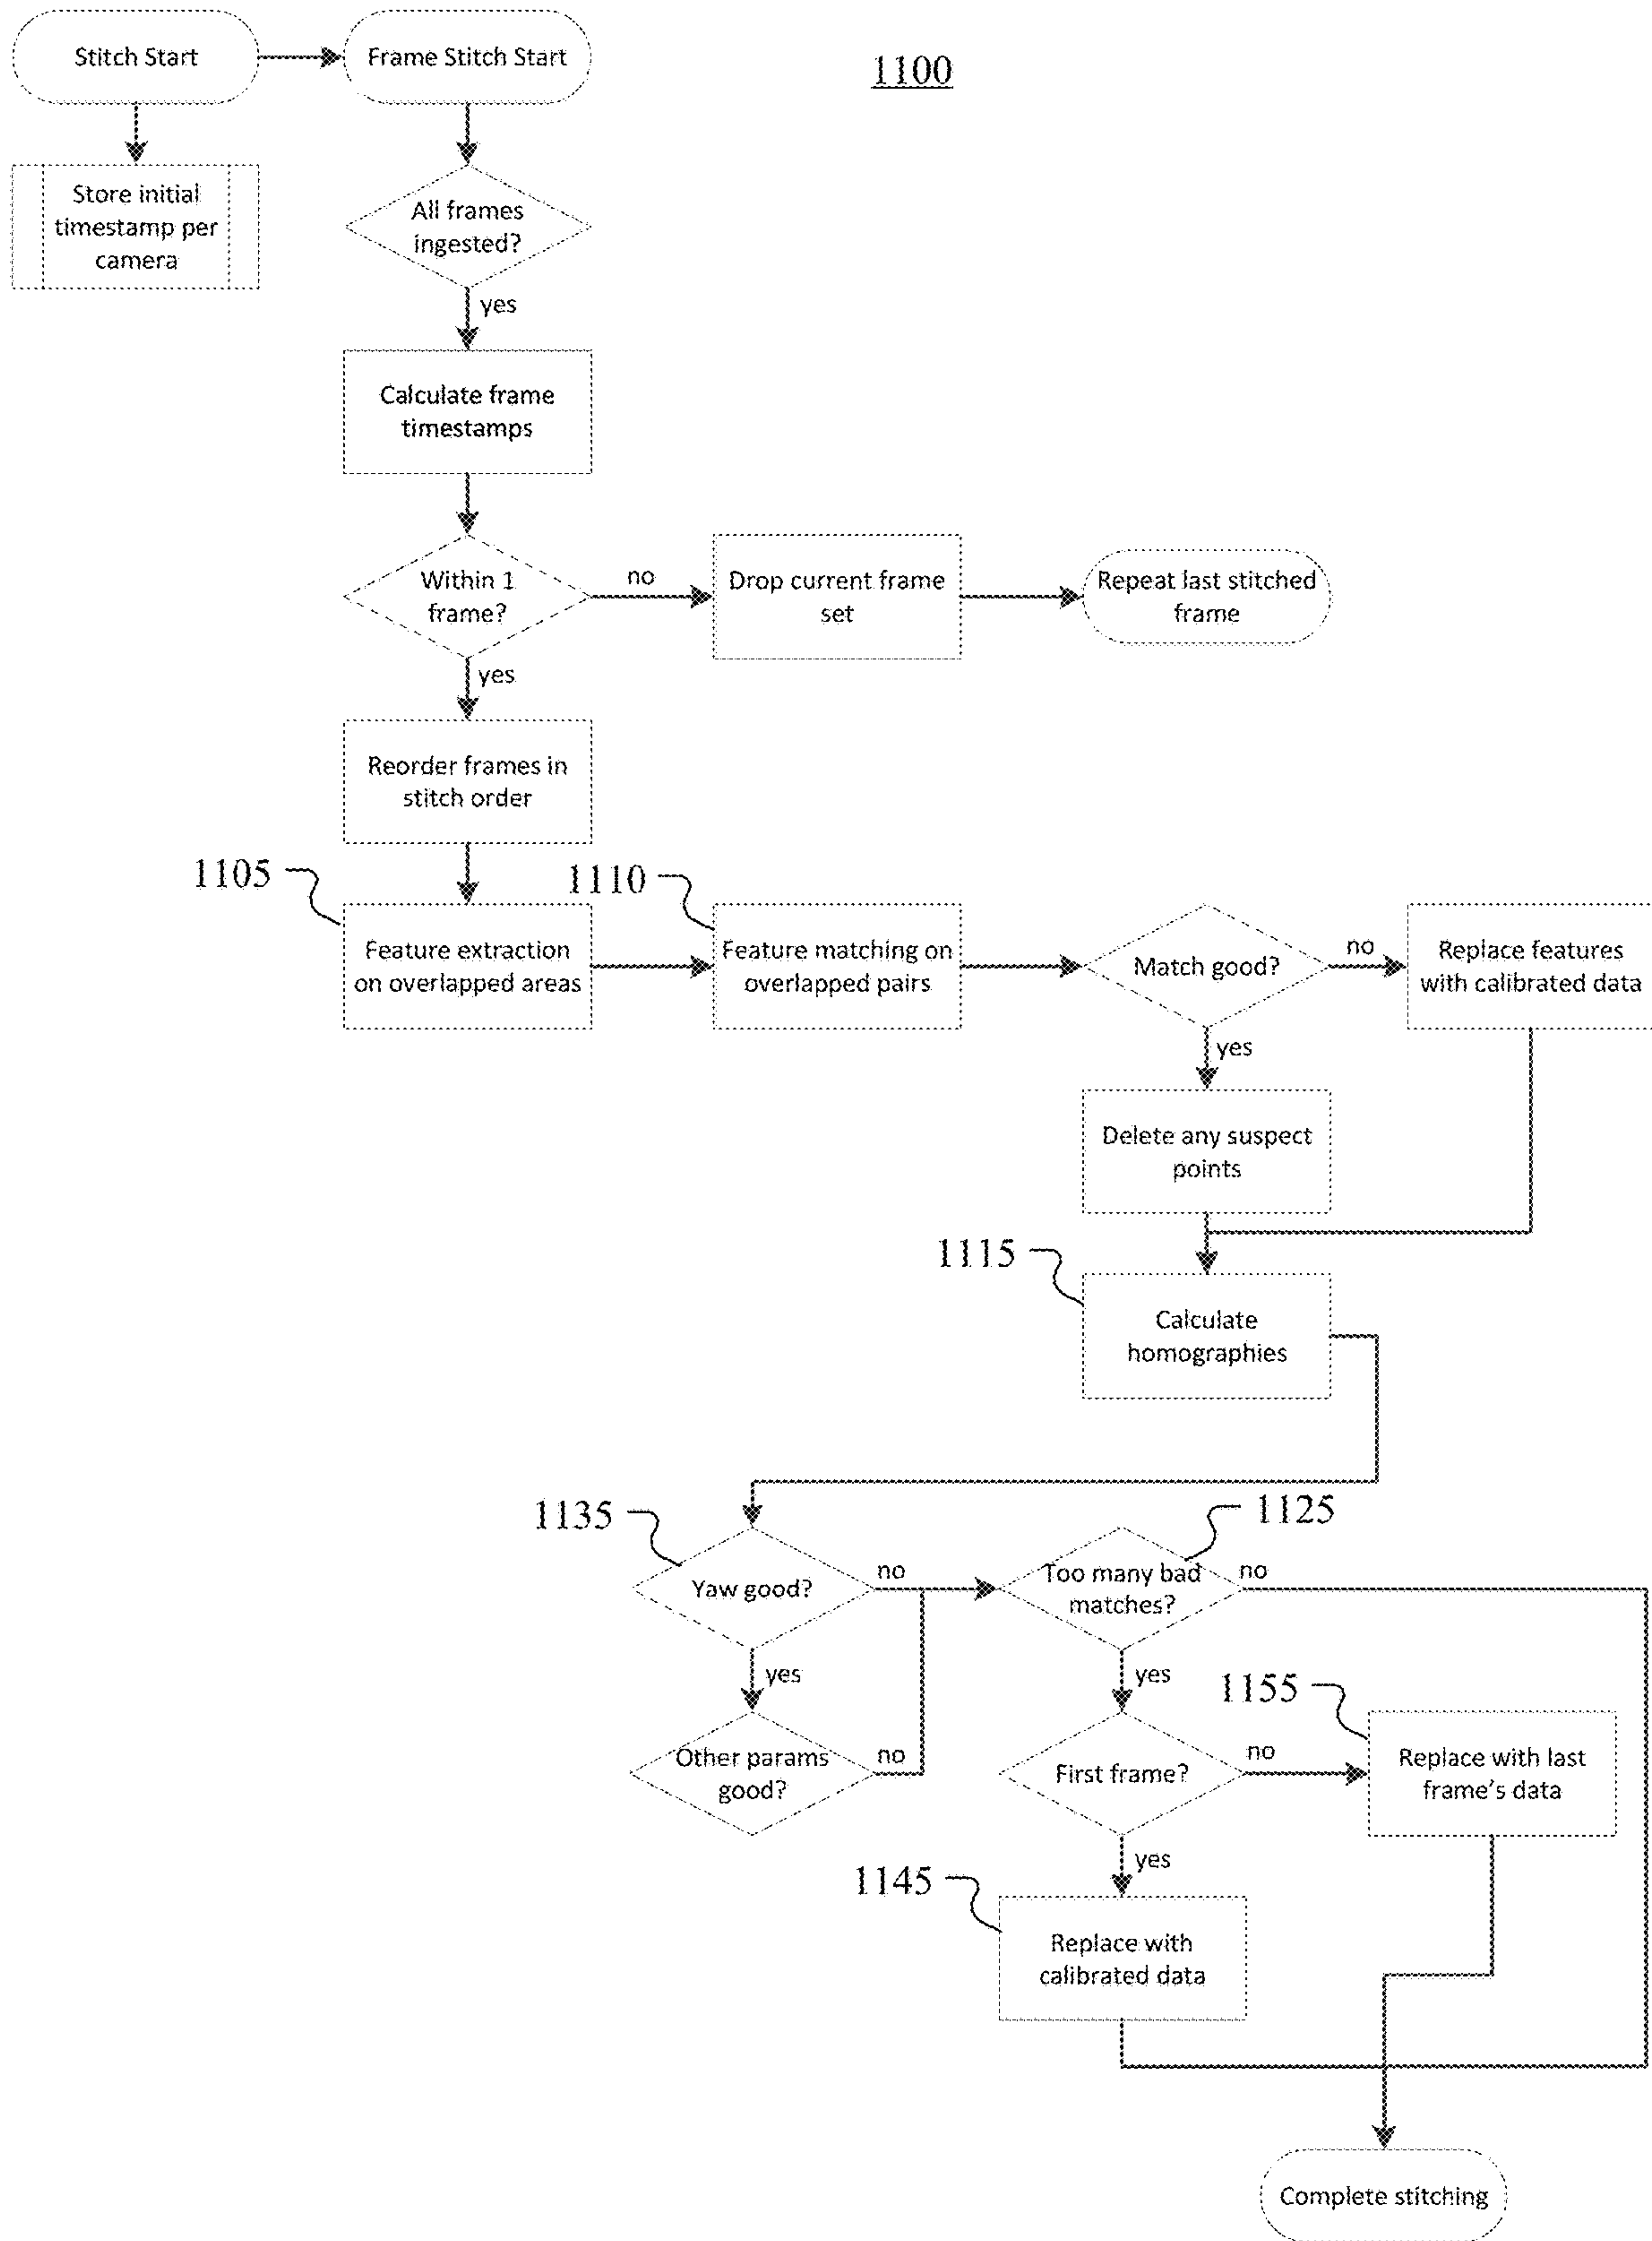 Stitch Start
Frame Stitch Start
1100
Store initial
timestamp per
camera
All frames
ingested?
yes
Calculate frame
timestamps
Within 1
frame?
no
Drop current frame
set
Repeat last stitched
frame
yes
Reorder frames in
stitch order
1105
1110
Feature extraction
on overlapped areas
Feature matching on
overlapped pairs
Match good?
no
Replace features
with calibrated data
yes
Delete any suspect
points
1115
Calculate
homographies
1135
1125
Yaw good?
no
Too many bad
matches?
no
yes
yes
1155
Other params
good?
no
First frame?
no
Replace with last
frame's data
yes
1145
Replace with
calibrated data
Complete stitching